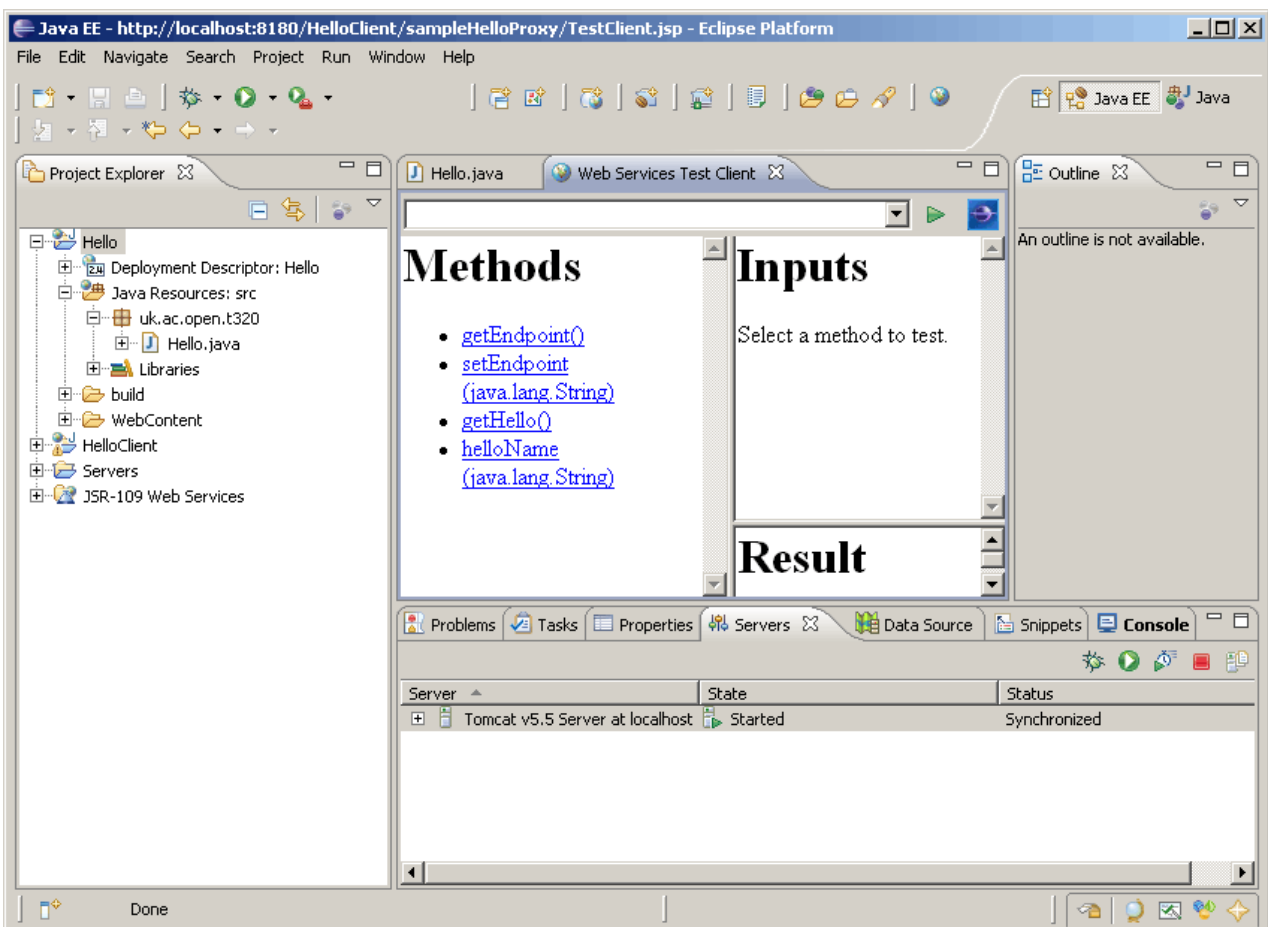 Java EE - http://localhost:8180/HelloClient/sampleHelloProxy/TestClient.jsp - Eclipse Platform
File Edit Navigate Search Project Run Window Help
Java EE Java
Project Explorer
Hello
2.4 Deployment Descriptor: Hello
Java Resources: src
uk.ac.open.t320
Hello.java
Libraries
build
WebContent
HelloClient
Servers
JSR-109 Web Services
Hello.java Web Services Test Client
Methods
getEndpoint()
setEndpoint
(java.lang.String)
getHello()
helloName
(java.lang.String)
Inputs
Select a method to test.
Result
Outline
An outline is not available.
Problems Tasks Properties Servers Data Source Snippets Console
Server State Status
Tomcat v5.5 Server at localhost Started Synchronized
Done